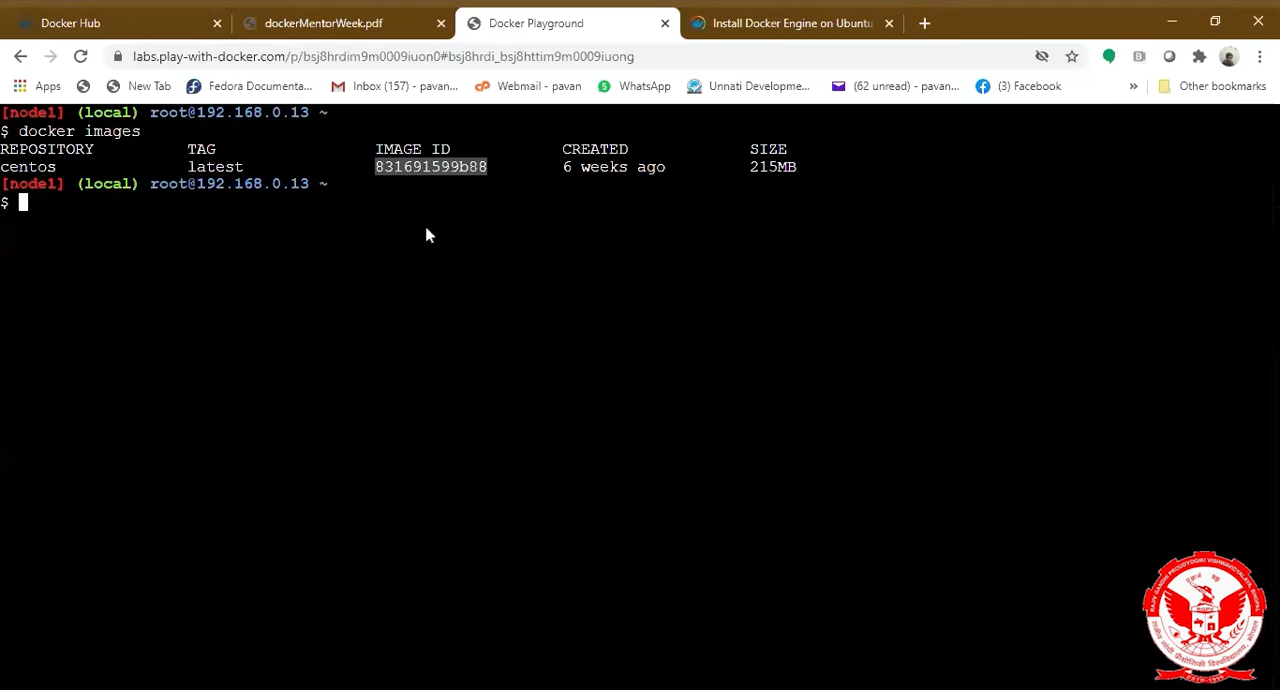 Docker Hub
dockerMentorWeek.pdf
Docker Playground
Install Docker Engine on Ubuntu
labs.play-with-docker.com/p/bsj8hrdim9m0009iuon0#bsj8hrdi_bsj8httim9m0009iuong
Apps
New Tab
Fedora Documenta...
Inbox (157) - pavan...
Webmail - pavan...
WhatsApp
Unnati Developme...
(62 unread) - pavan...
(3) Facebook
»
Other bookmarks
[node1] (local) root@192.168.0.13 ~
$ docker images
REPOSITORY TAG IMAGE ID CREATED SIZE
centos latest 831691599b88 6 weeks ago 215MB
[node1] (local) root@192.168.0.13 ~
$